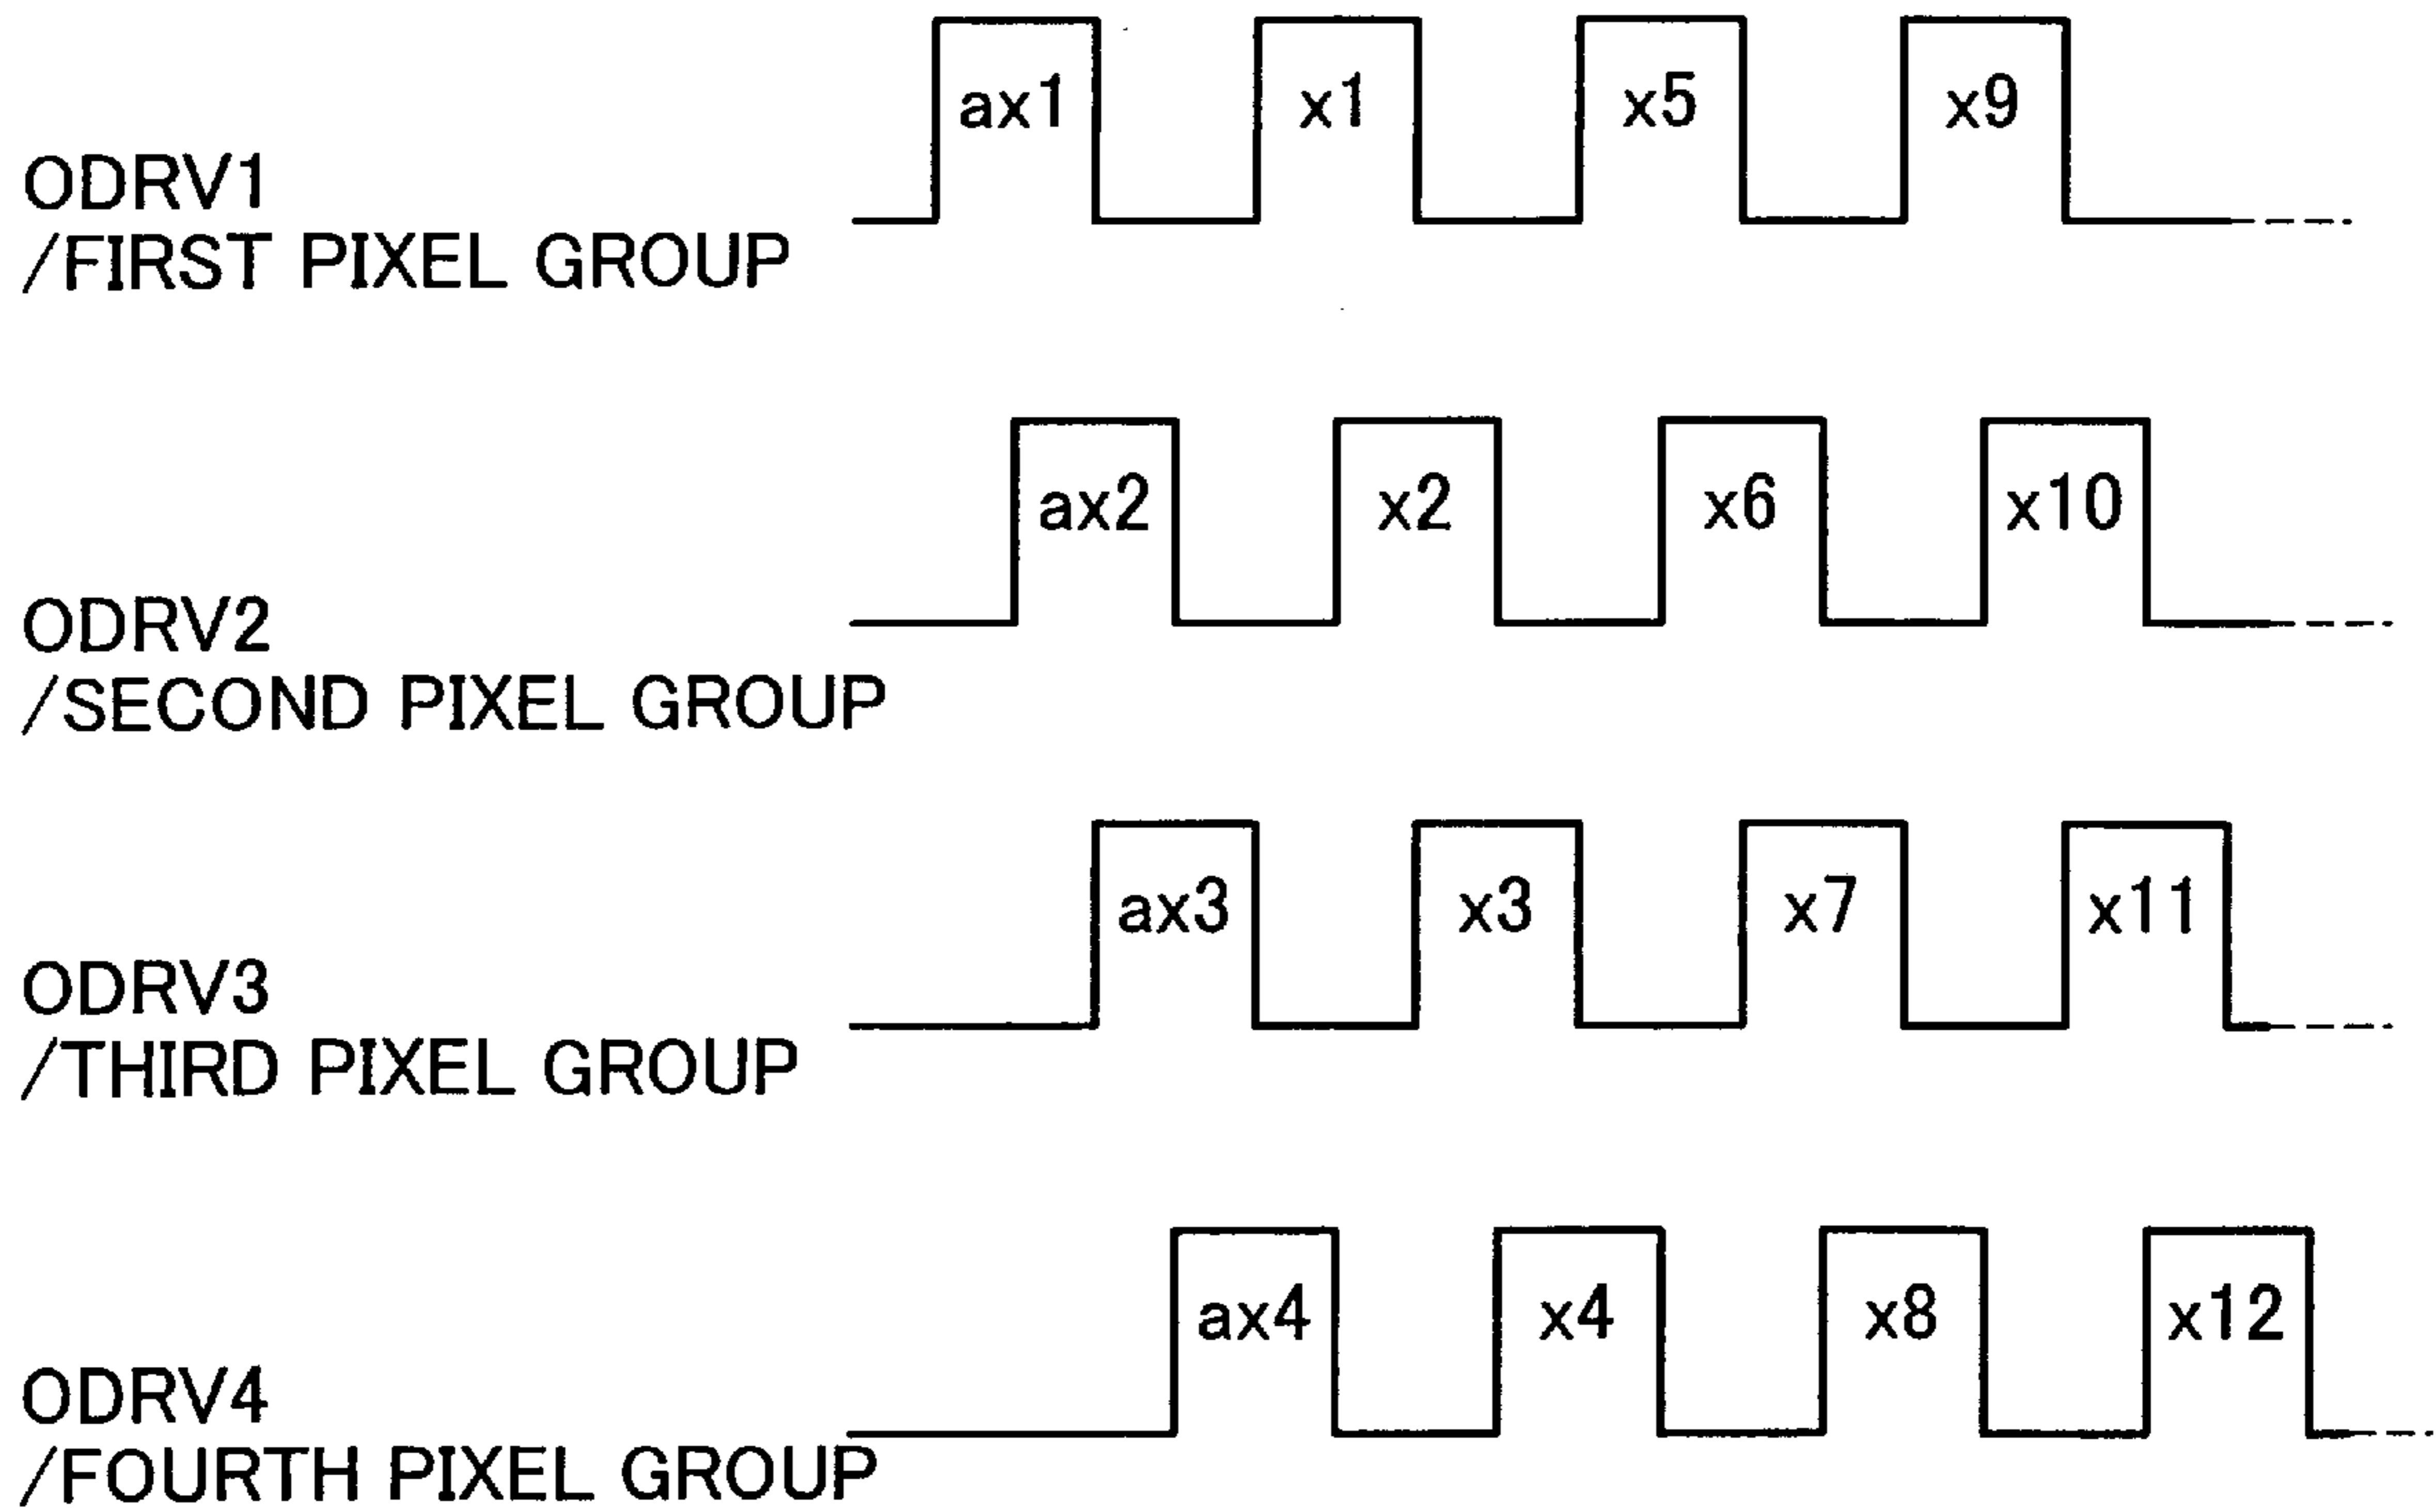 ax1 x1 x5 x9
ODRV1
/FIRST PIXEL GROUP
ax2 x2 x6 x10
ODRV2
/SECOND PIXEL GROUP
ax3 x3 x7 x11
ODRV3
/THIRD PIXEL GROUP
ax4 x4 x8 x12
ODRV4
/FOURTH PIXEL GROUP